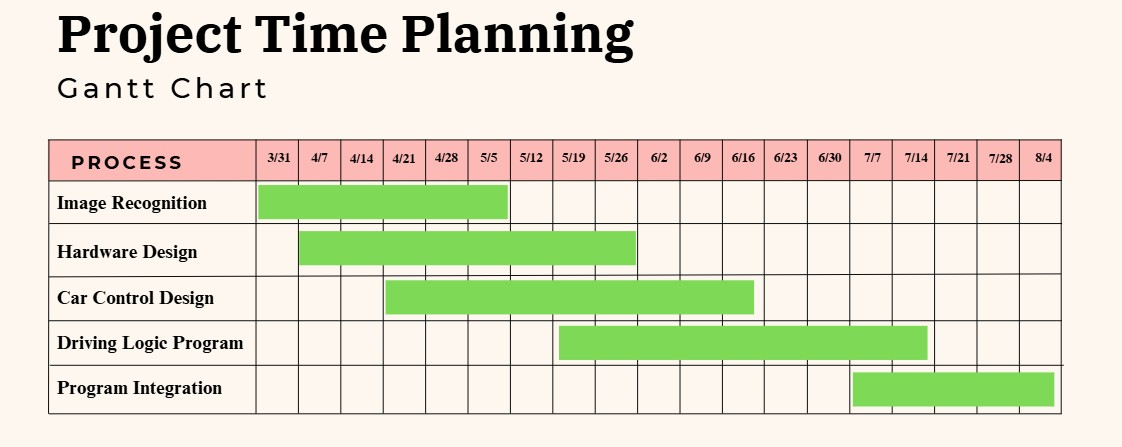 Project Time Planning
Gantt Chart
PROCESS 3/31 4/7 4/14 4/21 4/28 5/5 5/12 5/19 5/26 6/2 6/9 6/16 6/23 6/30 7/7 7/14 7/21 7/28 8/4
Image Recognition
Hardware Design
Car Control Design
Driving Logic Program
Program Integration